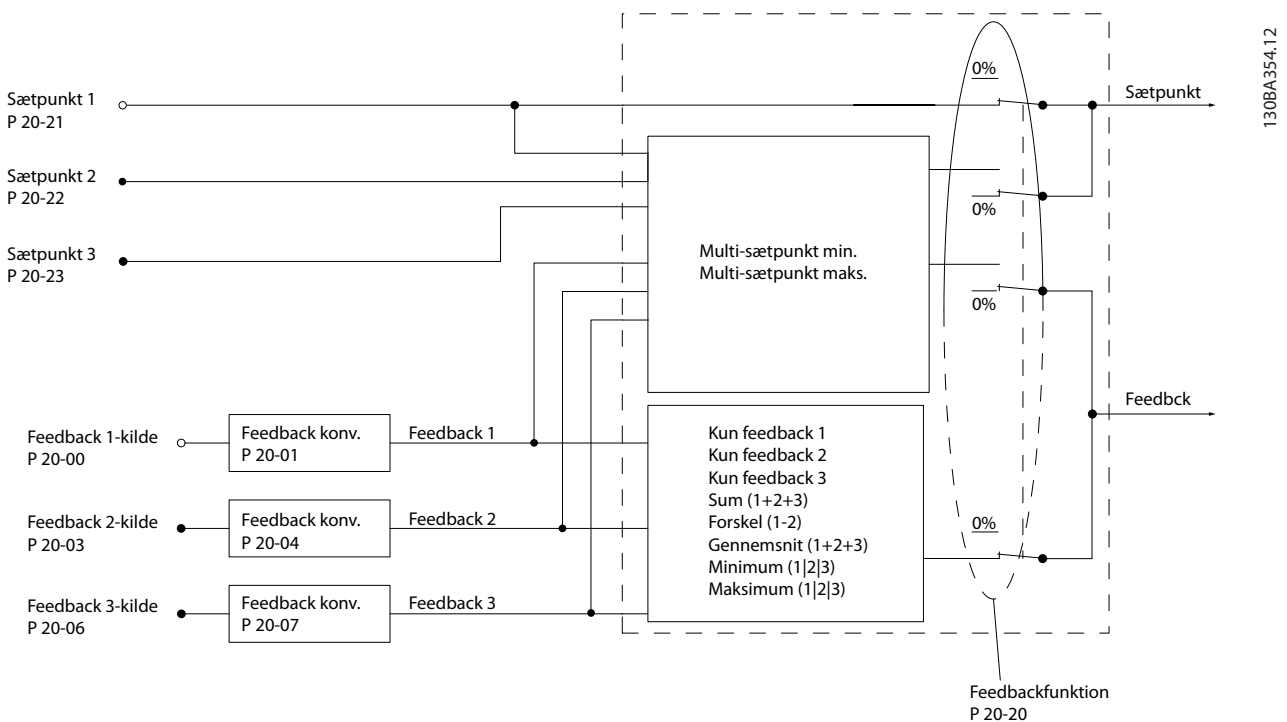 130BA354.12
Sætpunkt 1
P 20-21
Sætpunkt 2
P 20-22
Sætpunkt 3
P 20-23
0%
Sætpunkt
0%
Multi-sætpunkt min.
Multi-sætpunkt maks.
0%
Feedbck
Feedback 1-kilde
P 20-00
Feedback konv.
P 20-01
Feedback 1
Feedback 2-kilde
P 20-03
Feedback konv.
P 20-04
Feedback 2
Feedback 3-kilde
P 20-06
Feedback konv.
P 20-07
Feedback 3
Kun feedback 1
Kun feedback 2
Kun feedback 3
Sum (1+2+3)
Forskel (1-2)
Gennemsnit (1+2+3)
Minimum (1|2|3)
Maksimum (1|2|3)
0%
Feedbackfunktion
P 20-20